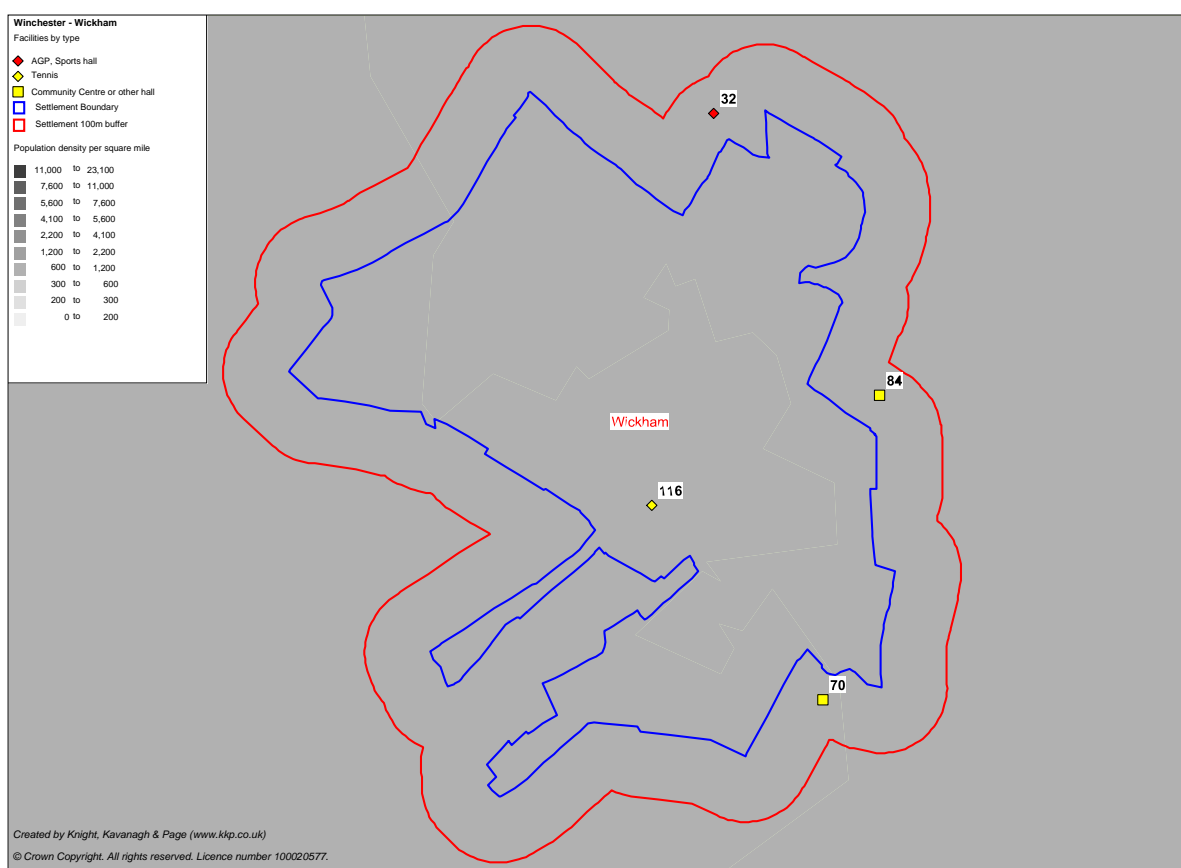 Winchester - Wickham
Facilities by type
AGP, Sports hall
Tennis
Community Centre or other hall
Settlement Boundary
Settlement 100m buffer
Population density per square mile
11,000 to 23,100
7,600 to 11,000
5,600 to 7,600
4,100 to 5,600
2,200 to 4,100
1,200 to 2,200
600 to 1,200
300 to 600
200 to 300
0 to 200
32
84
Wickham
116
70
Created by Knight, Kavanagh & Page (www.kkp.co.uk)
© Crown Copyright. All rights reserved. Licence number 100020577.